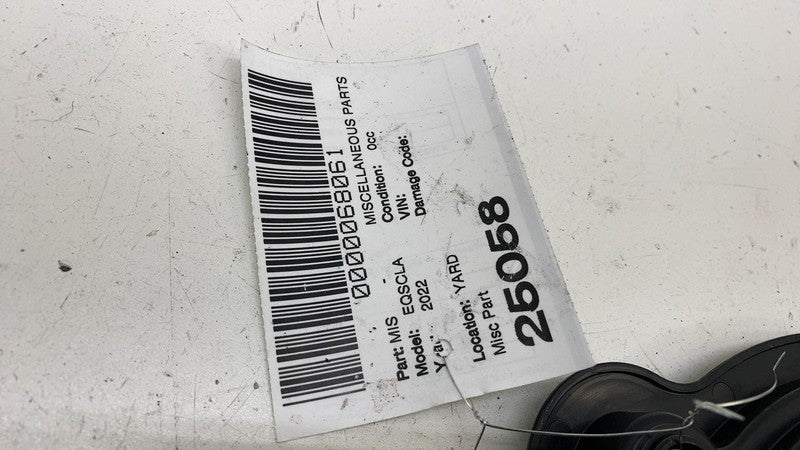 0000068061
MISCELLANEOUS PARTS
Part: MIS - Condition: 0cc
Model: EQSCLA VIN:
2022 Damage Code:
Location: YARD
Misc Part
25058